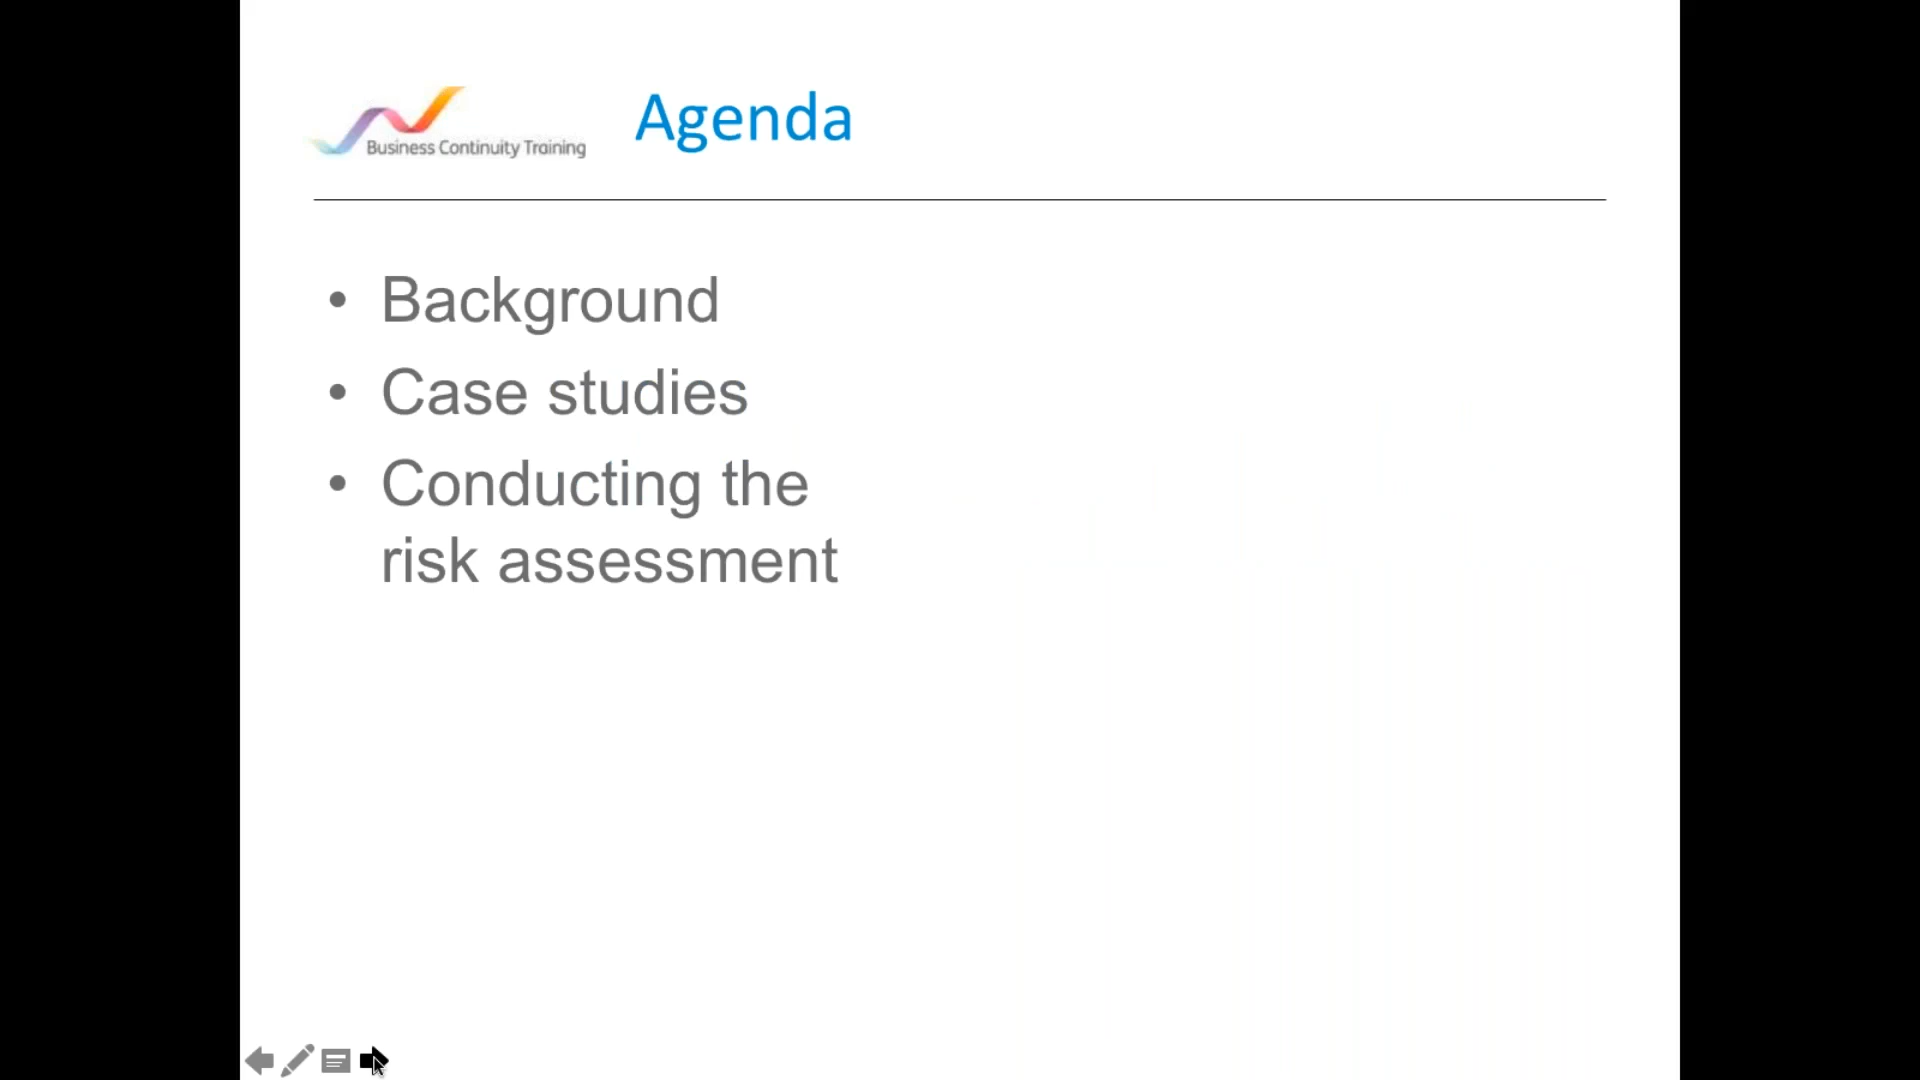 Business Continuity Training
Agenda
• Background
• Case studies
• Conducting the
risk assessment